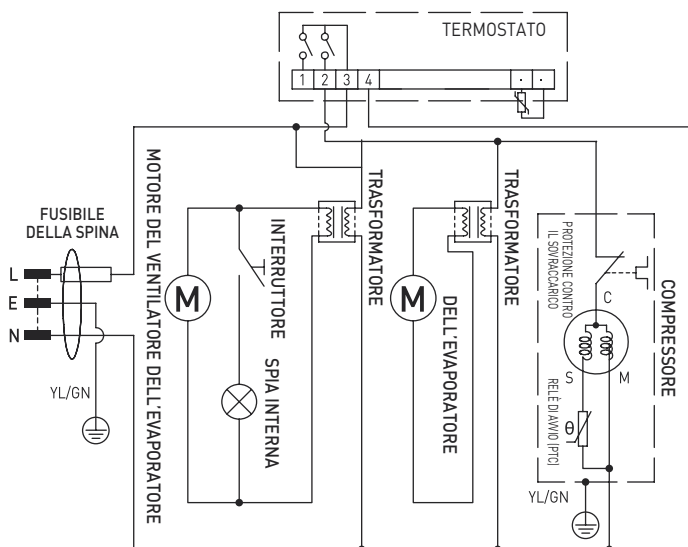 TERMOSTATO
1 2 3 4
FUSIBILE
DELLA SPINA
L
E
N
YL/GN
MOTORE DEL VENTILATORE DELL'EVAPORATORE
M
INTERRUTTORE
SPIA INTERNA
TRASFORMATORE
M
DELL'EVAPORATORE
TRASFORMATORE
PROTEZIONE CONTRO
IL SOVRACCARICO
C
S M
RELÈ DI AVVIO (PTC)
θ
COMPRESSORE
YL/GN